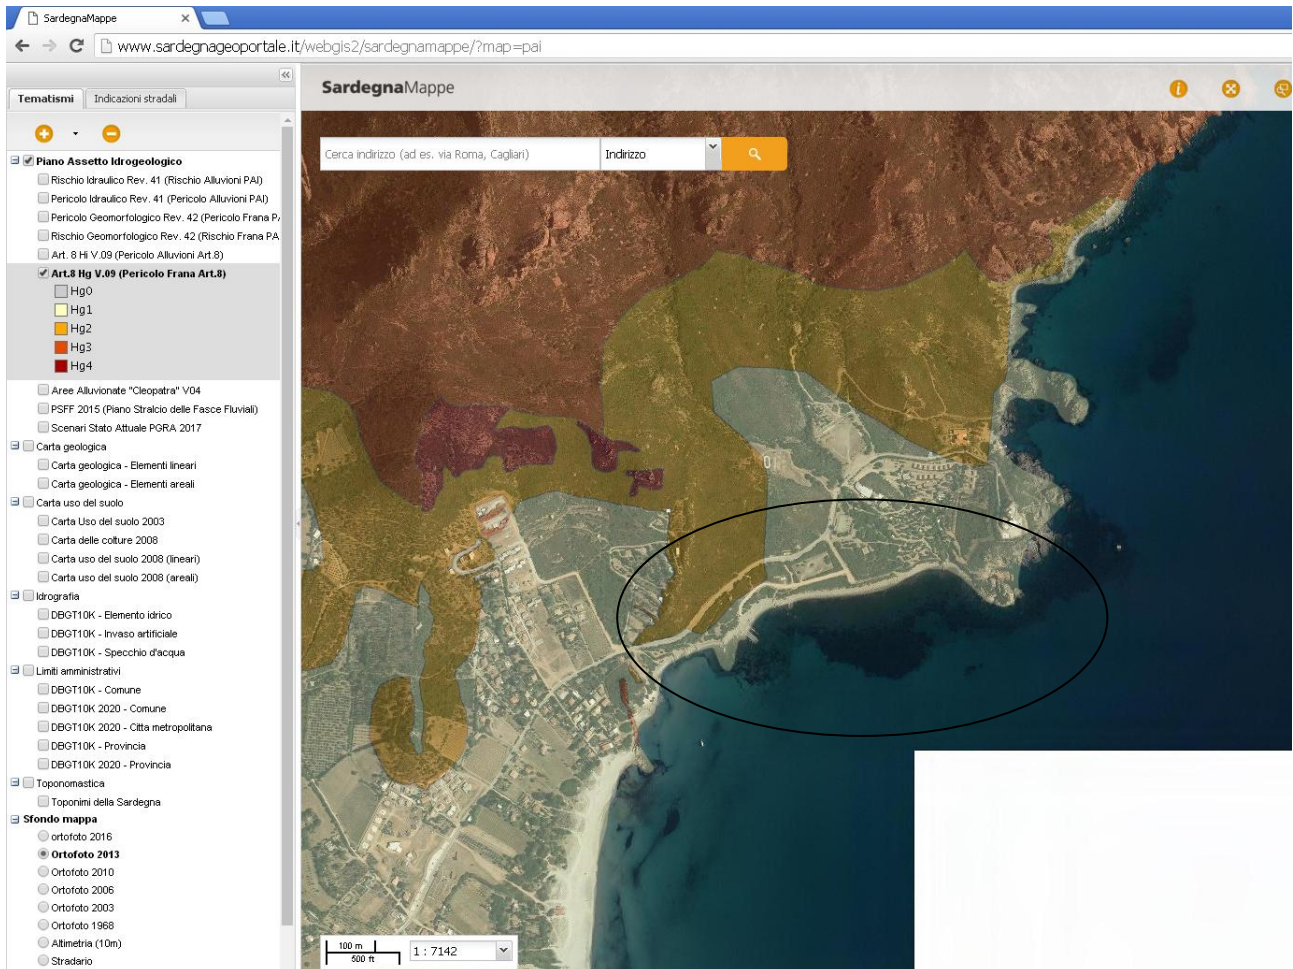 SardegnaMappe
www.sardegnageoportale.it/webgis2/sardegnamappe/?map=pai
Tematismi
Indicazioni stradali
SardegnaMappe
Cerca indirizzo (ad es. via Roma, Cagliari)
Indirizzo
Piano Assetto Idrogeologico
Rischio Idraulico Rev. 41 (Rischio Alluvioni PAI)
Pericolo Idraulico Rev. 41 (Pericolo Alluvioni PAI)
Pericolo Geomorfologico Rev. 42 (Pericolo Frana P
Rischio Geomorfologico Rev. 42 (Rischio Frana PA
Art. 8 Hi V.09 (Pericolo Alluvioni Art.8)
Art.8 Hg V.09 (Pericolo Frana Art.8)
Hg0
Hg1
Hg2
Hg3
Hg4
Aree Alluvionate "Cleopatra" V04
PSFF 2015 (Piano Stralcio delle Fasce Fluviali)
Scenari Stato Attuale PGRA 2017
Carta geologica
Carta geologica - Elementi lineari
Carta geologica - Elementi areali
Carta uso del suolo
Carta Uso del suolo 2003
Carta delle colture 2008
Carta uso del suolo 2008 (lineari)
Carta uso del suolo 2008 (areali)
Idrografia
DBGT10K - Elemento idrico
DBGT10K - Invaso artificiale
DBGT10K - Specchio d'acqua
Limiti amministrativi
DBGT10K - Comune
DBGT10K 2020 - Comune
DBGT10K 2020 - Citta metropolitana
DBGT10K - Provincia
DBGT10K 2020 - Provincia
Toponomastica
Toponimi della Sardegna
Sfondo mappa
ortofoto 2016
Ortofoto 2013
Ortofoto 2010
Ortofoto 2006
Ortofoto 2003
Ortofoto 1968
Altimetria (10m)
Stradario
100 m
500 ft
1 : 7142